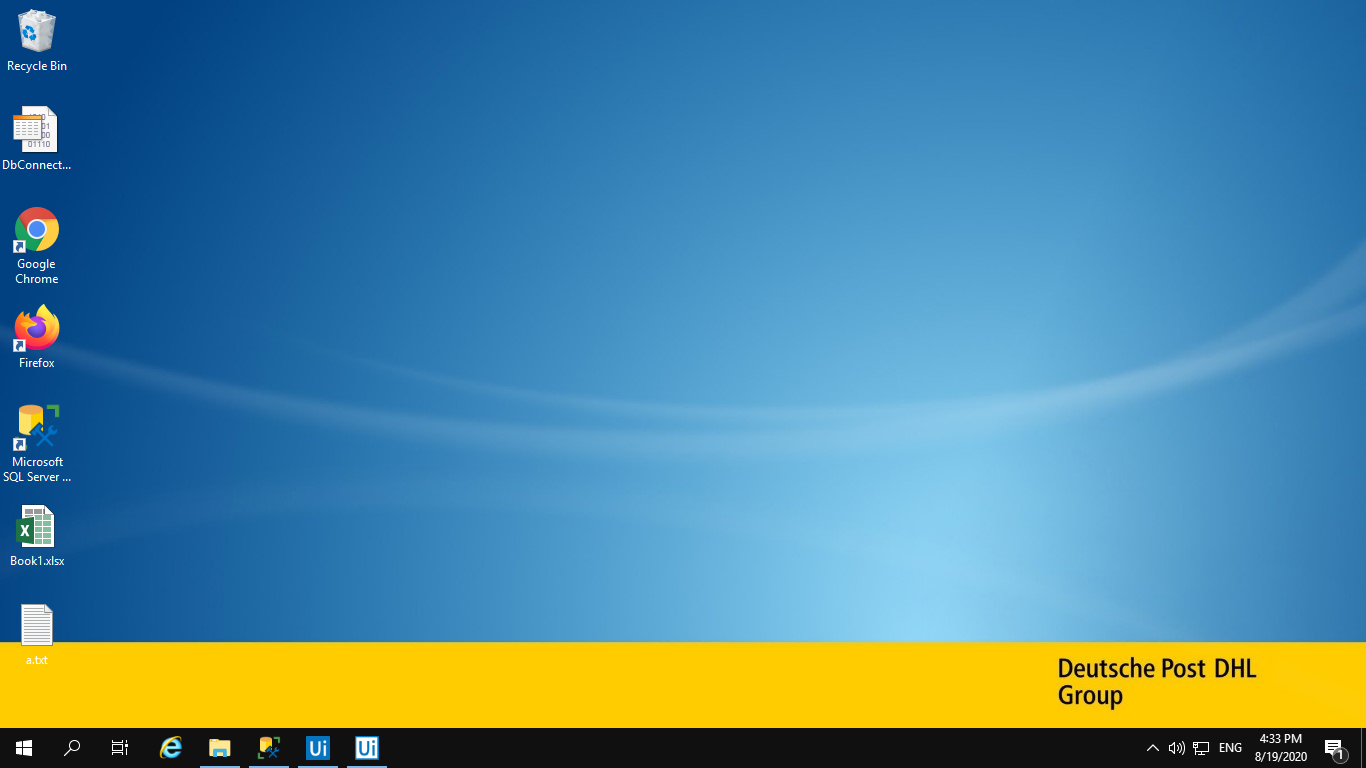 Recycle Bin
DbConnect...
Google
Chrome
Firefox
Microsoft
SQL Server ...
Book1.xlsx
a.txt
Deutsche Post DHL
Group
Ui
Ui
ENG
4:33 PM
8/19/2020
1